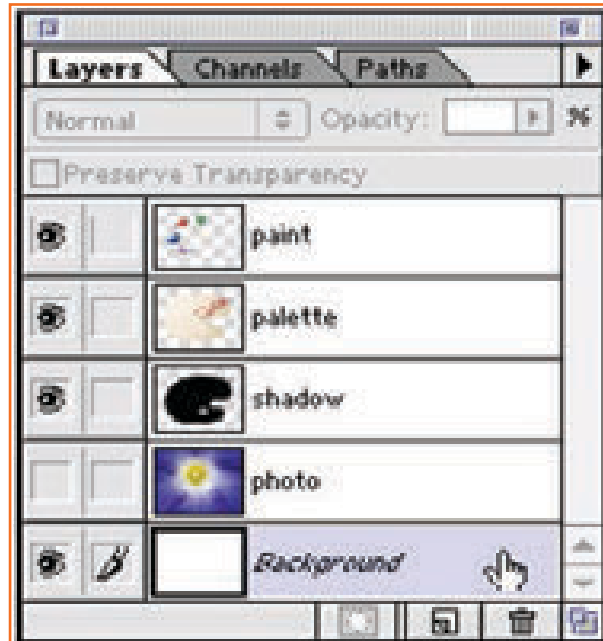 Layers Channels Paths
Normal Opacity: %
Preserve Transparency
paint
palette
shadow
photo
Background